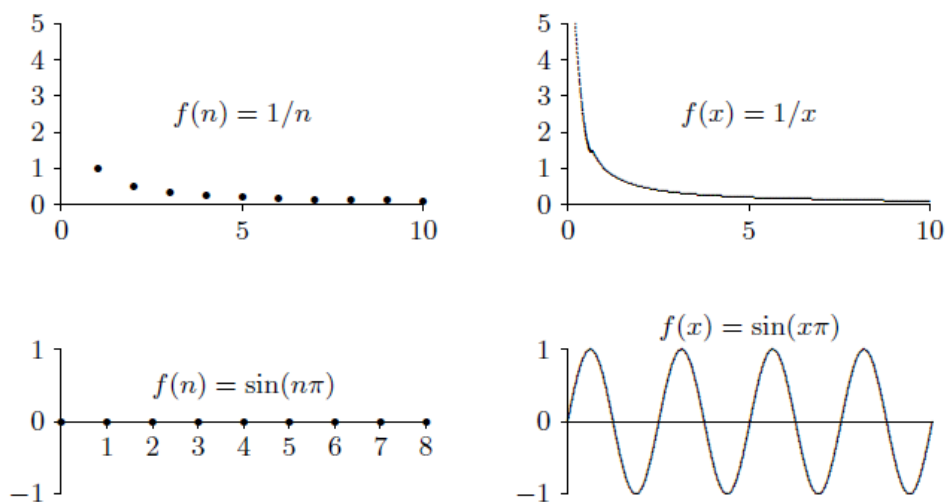 5
4
3
2
1
0
f(n) = 1/n
0 5 10
5
4
3
2
1
0
f(x) = 1/x
0 5 10
1
0
−1
f(n) = sin(nπ)
1 2 3 4 5 6 7 8
f(x) = sin(xπ)
1
0
−1